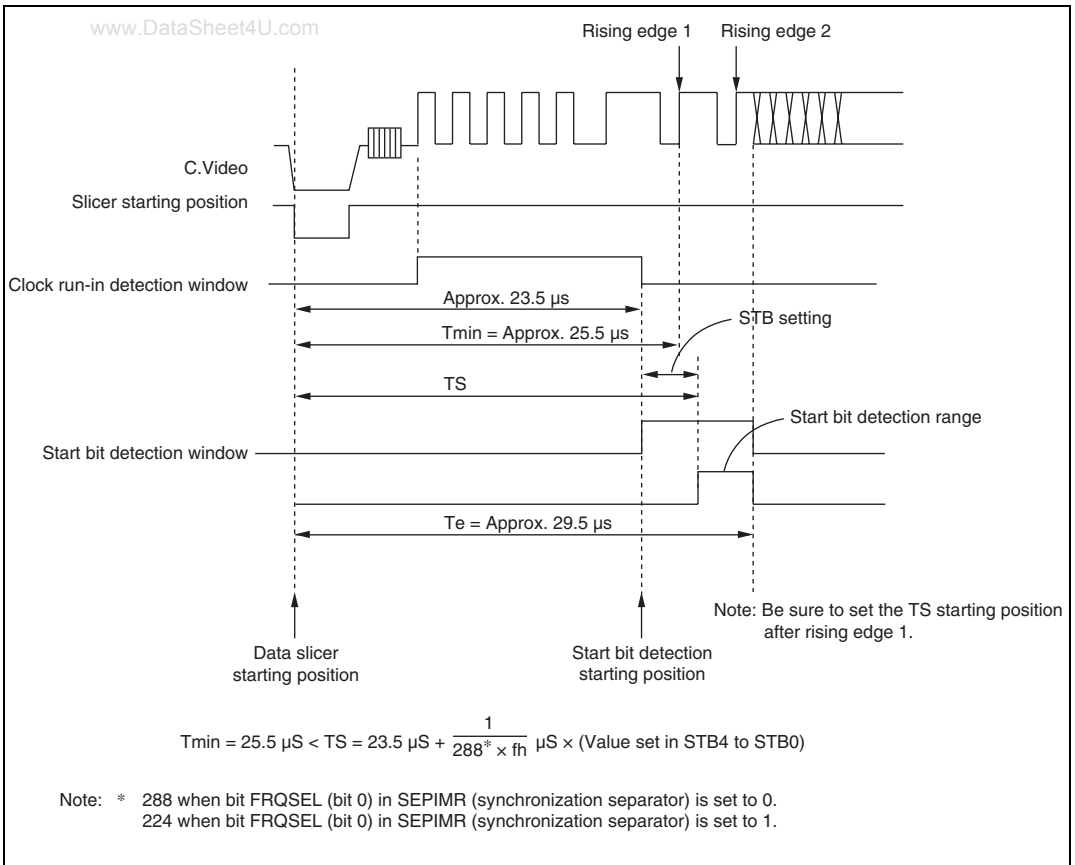 www.DataSheet4U.com
Rising edge 1 Rising edge 2
C.Video
Slicer starting position
Clock run-in detection window
Approx. 23.5 µs
Tmin = Approx. 25.5 µs
STB setting
TS
Start bit detection range
Start bit detection window
Te = Approx. 29.5 µs
Note: Be sure to set the TS starting position
after rising edge 1.
Data slicer
starting position
Start bit detection
starting position
Tmin = 25.5 µS < TS = 23.5 µS + 1 / (288* × fh) µS × (Value set in STB4 to STB0)
Note: * 288 when bit FRQSEL (bit 0) in SEPIMR (synchronization separator) is set to 0.
224 when bit FRQSEL (bit 0) in SEPIMR (synchronization separator) is set to 1.